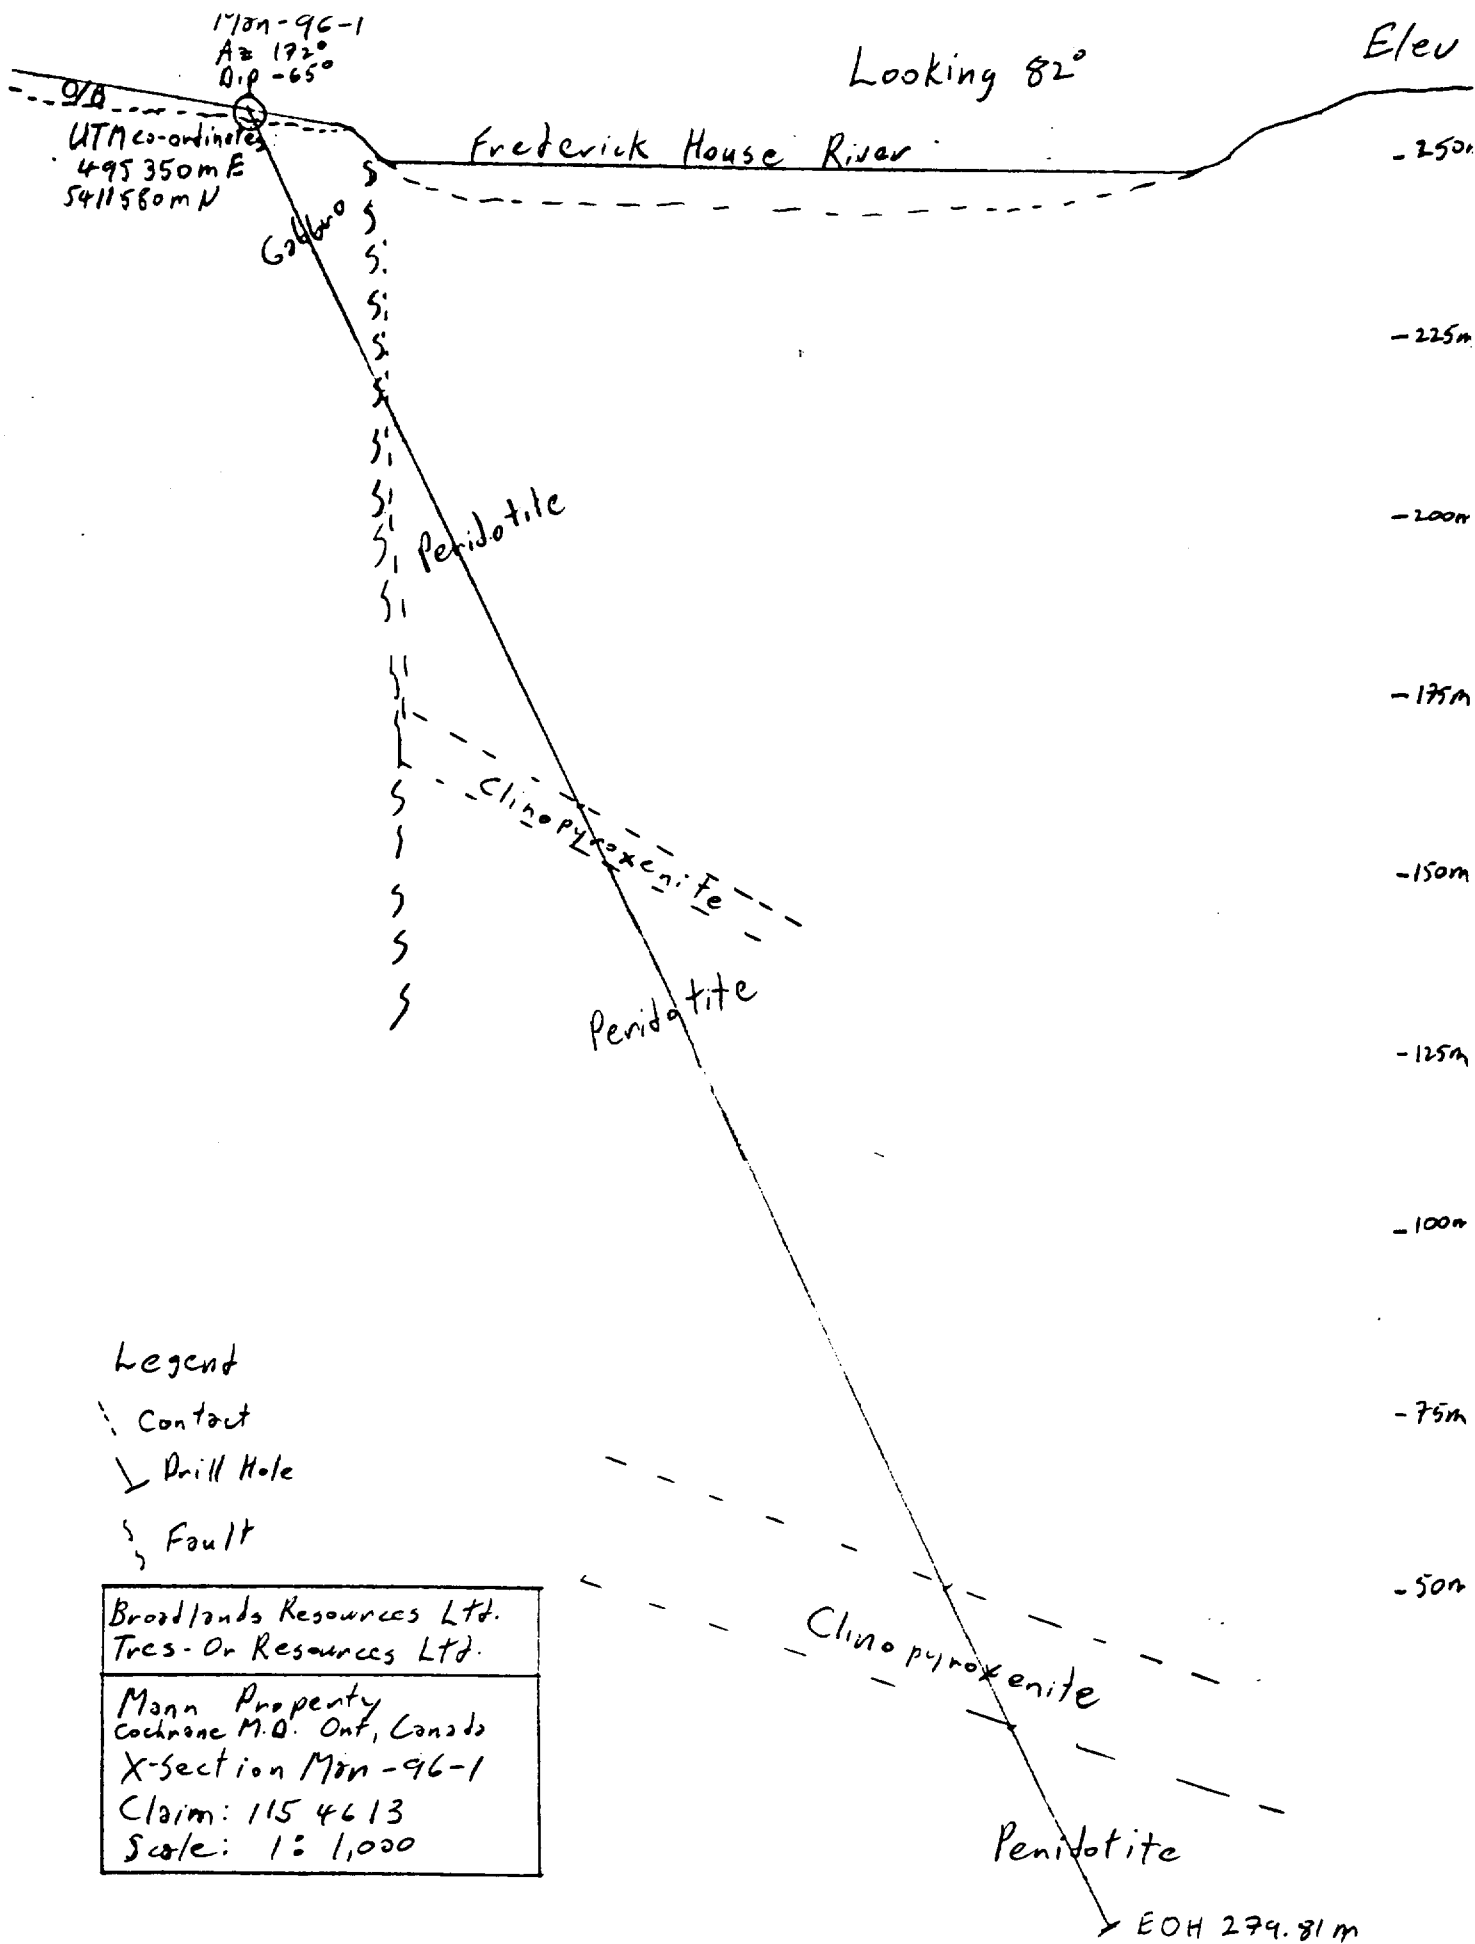 Man-96-1
Az 172°
Dip -65°
Looking 82°
Elev
O/B
UTM co-ordinates
495350mE
5411580mN
Frederick House River
-250m
Gabbro
-225m
-200m
Peridotite
-175m
Clinopyroxenite
-150m
Peridotite
-125m
-100m
Legend
Contact
Drill Hole
Fault
-75m
-50m
Broadlands Resources Ltd.
Tres-Or Resources Ltd.
Mann Property
Cochrane M.D. Ont, Canada
X-Section Man-96-1
Claim: 1154613
Scale: 1:1,000
Clinopyroxenite
Peridotite
EOH 279.81m